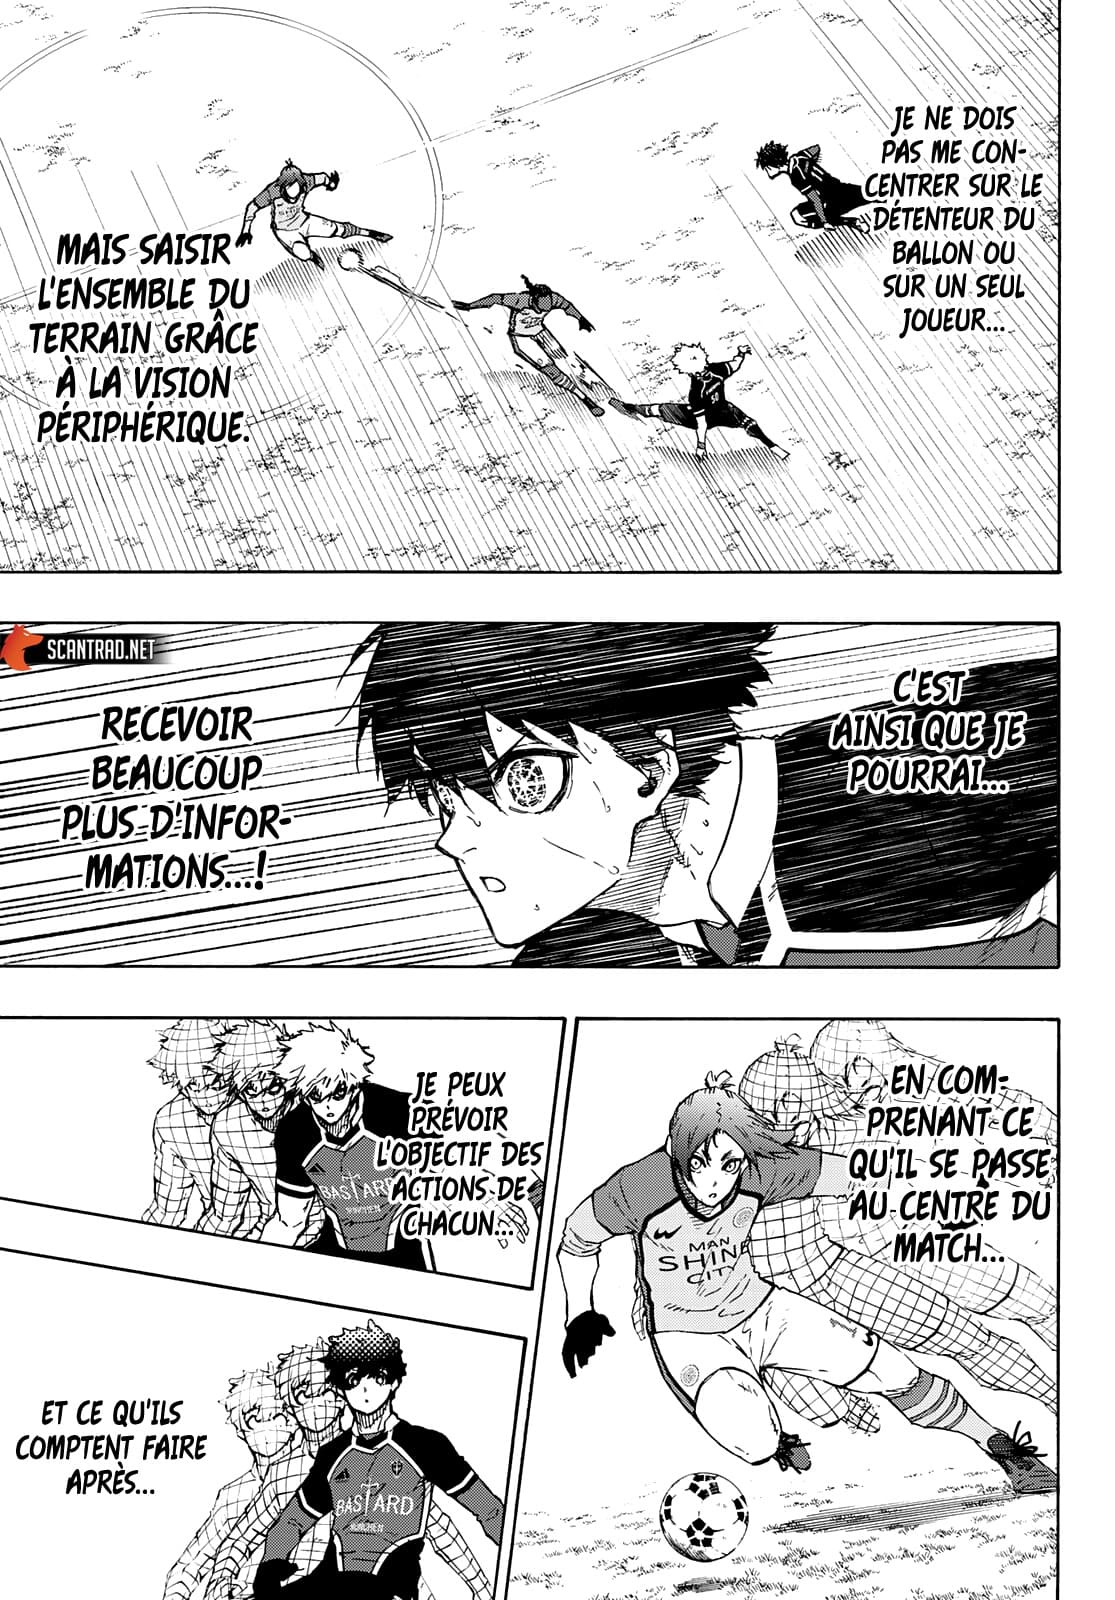 JE NE DOIS
PAS ME CON-
CENTRER SUR LE
DÉTENTEUR DU
BALLON OU
SUR UN SEUL
JOUEUR...
MAIS SAISIR
L'ENSEMBLE DU
TERRAIN GRÂCE
À LA VISION
PÉRIPHÉRIQUE.
SCANTRAD.NET
C'EST
AINSI QUE JE
POURRAI...
RECEVOIR
BEAUCOUP
PLUS D'INFOR-
MATIONS...!
EN COM-
PRENANT CE
QU'IL SE PASSE
AU CENTRE DU
MATCH...
MAN
SHINE
CITY
JE PEUX
PRÉVOIR
L'OBJECTIF DES
ACTIONS DE
CHACUN...
BASTARD
MÜNCHEN
ET CE QU'ILS
COMPTENT FAIRE
APRÈS...
BASTARD
MÜNCHEN